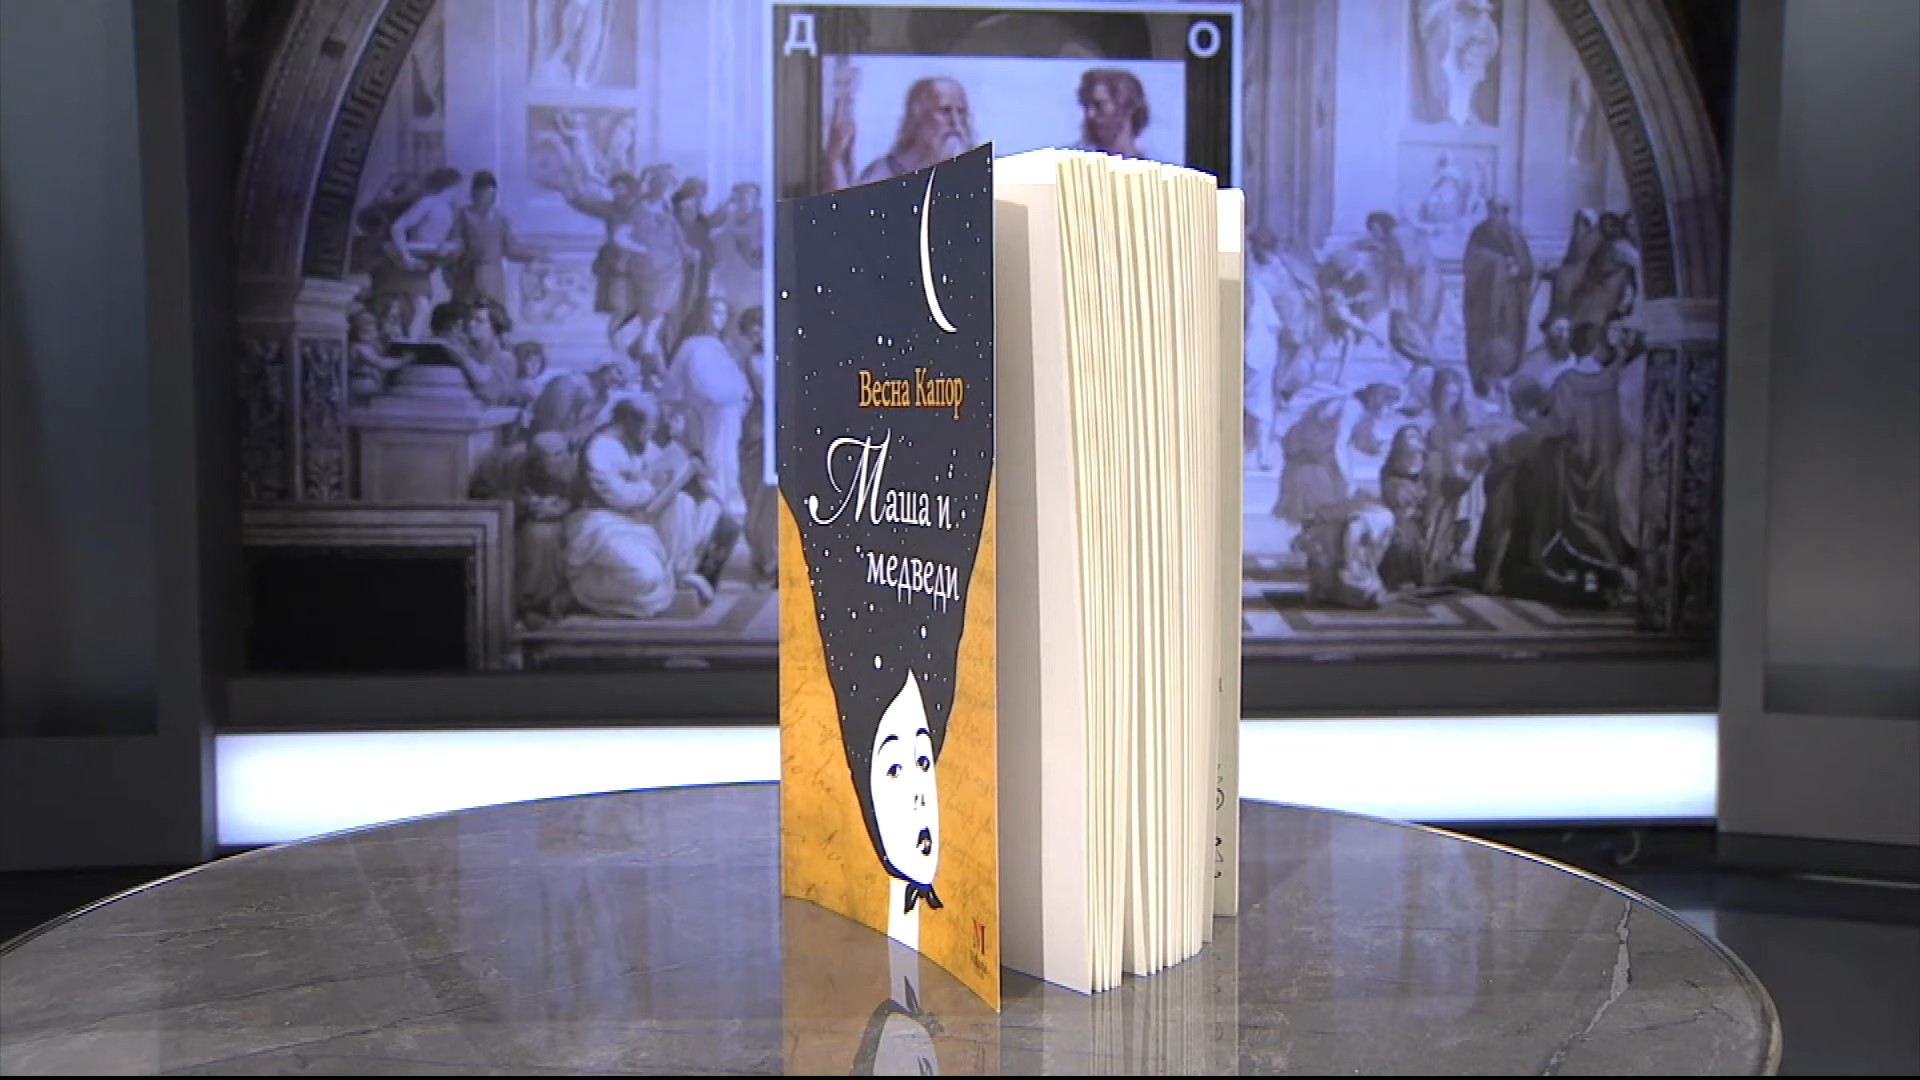 Д О
Весна Капор
Маша и
медведи
М